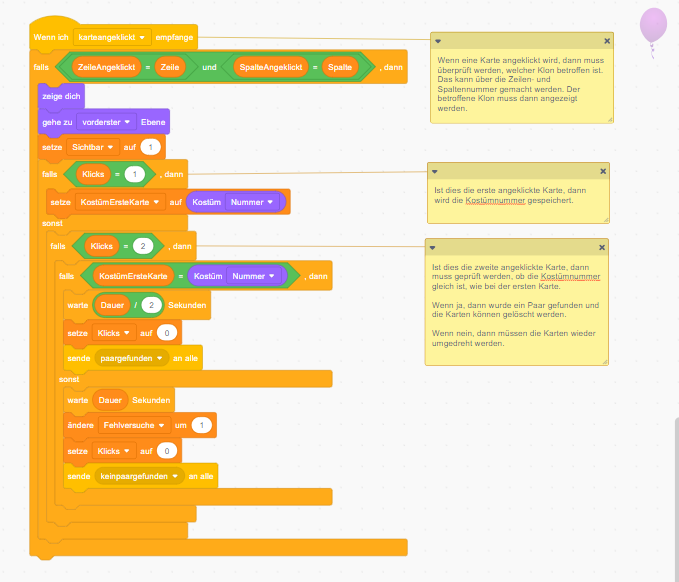 Wenn ich karteangeklickt empfange
falls ZeileAngeklickt = Zeile und SpalteAngeklickt = Spalte , dann
zeige dich
gehe zu vorderster Ebene
setze Sichtbar auf 1
falls Klicks = 1 , dann
setze KostümErsteKarte auf Kostüm Nummer
sonst
falls Klicks = 2 , dann
falls KostümErsteKarte = Kostüm Nummer , dann
warte Dauer / 2 Sekunden
setze Klicks auf 0
sende paargefunden an alle
sonst
warte Dauer Sekunden
ändere Fehlversuche um 1
setze Klicks auf 0
sende keinpaargefunden an alle
Wenn eine Karte angeklickt wird, dann muss
überprüft werden, welcher Klon betroffen ist.
Das kann über die Zeilen- und
Spaltennummer gemacht werden. Der
betroffene Klon muss dann angezeigt
werden.
Ist dies die erste angeklickte Karte, dann
wird die Kostümnummer gespeichert.
Ist dies die zweite angeklickte Karte, dann
muss geprüft werden, ob die Kostümnummer
gleich ist, wie bei der ersten Karte.
Wenn ja, dann wurde ein Paar gefunden und
die Karten können gelöscht werden.
Wenn nein, dann müssen die Karten wieder
umgedreht werden.